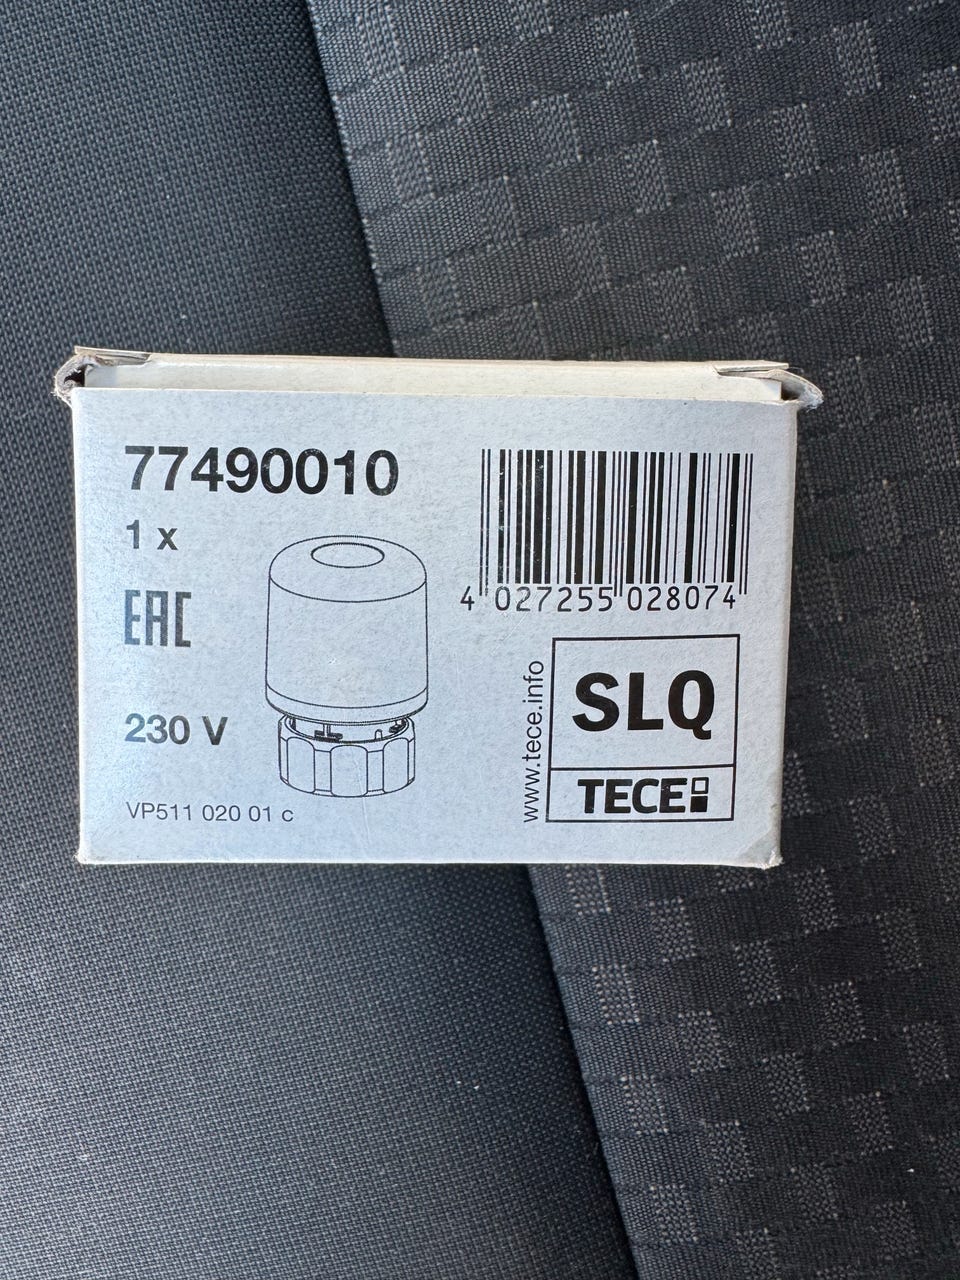 77490010
1 x
EAC
230 V
VP511 020 01 c
4 027255 028074
www.tece.info
SLQ
TECE